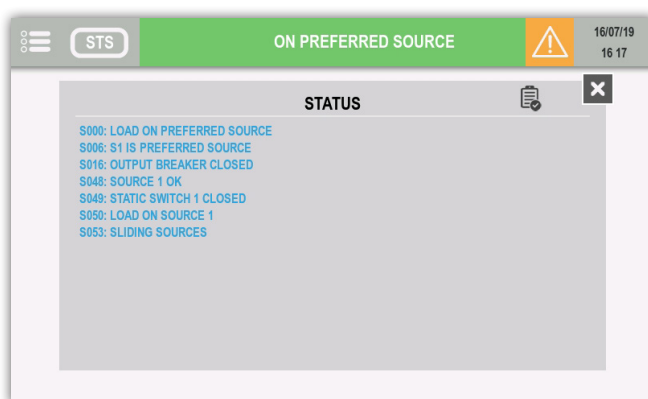 STS
ON PREFERRED SOURCE
16/07/19
16 17
STATUS
S000: LOAD ON PREFERRED SOURCE
S006: S1 IS PREFERRED SOURCE
S016: OUTPUT BREAKER CLOSED
S048: SOURCE 1 OK
S049: STATIC SWITCH 1 CLOSED
S050: LOAD ON SOURCE 1
S053: SLIDING SOURCES